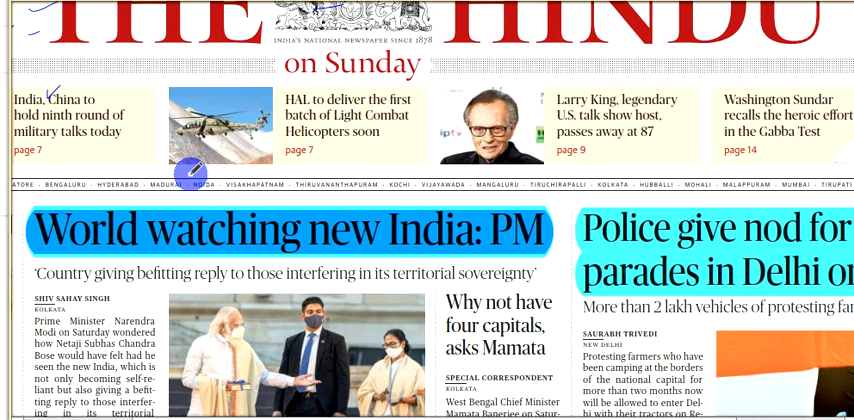 THE HINDU
INDIA'S NATIONAL NEWSPAPER SINCE 1878
on Sunday
India, China to
hold ninth round of
military talks today
page 7
HAL to deliver the first
batch of Light Combat
Helicopters soon
page 7
iptv
Larry King, legendary
U.S. talk show host,
passes away at 87
page 9
Washington Sundar
recalls the heroic effort
in the Gabba Test
page 14
ATORE · BENGALURU · HYDERABAD · MADURAI · NOIDA · VISAKHAPATNAM · THIRUVANANTHAPURAM · KOCHI · VIJAYAWADA · MANGALURU · TIRUCHIRAPALLI · KOLKATA · HUBBALLI · MOHALI · MALAPPURAM · MUMBAI · TIRUPATI
World watching new India: PM
'Country giving befitting reply to those interfering in its territorial sovereignty'
SHIV SAHAY SINGH
KOLKATA
Prime Minister Narendra
Modi on Saturday wondered
how Netaji Subhas Chandra
Bose would have felt had he
seen the new India, which is
not only becoming self-re-
liant but also giving a befit-
ting reply to those interfer-
ing in its territorial
Why not have
four capitals,
asks Mamata
SPECIAL CORRESPONDENT
KOLKATA
West Bengal Chief Minister
Mamata Banerjee on Satur-
Police give nod for
parades in Delhi on
More than 2 lakh vehicles of protesting far
SAURABH TRIVEDI
NEW DELHI
Protesting farmers who have
been camping at the borders
of the national capital for
more than two months now
will be allowed to enter Del-
hi with their tractors on Re-